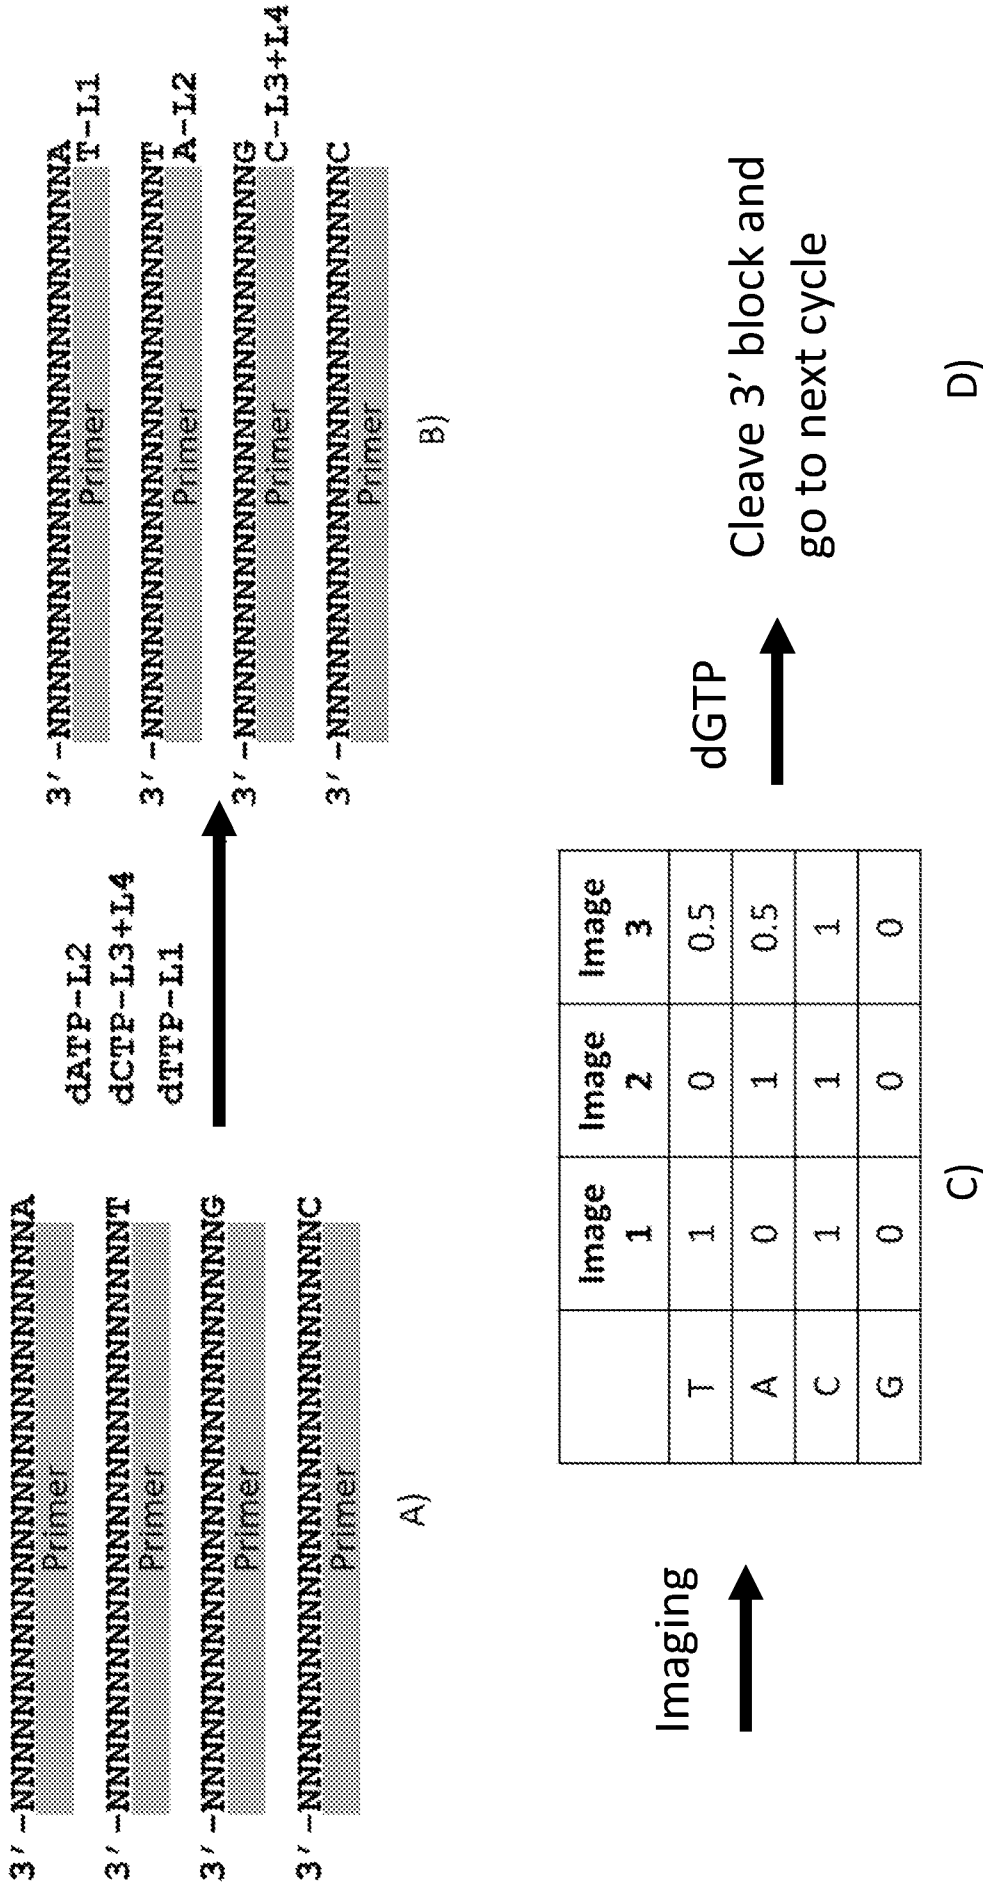 3'-NNNNNNNNNNNNNNNNNNNNNNNNNA
Primer
3'-NNNNNNNNNNNNNNNNNNNNNNNNNT
Primer
3'-NNNNNNNNNNNNNNNNNNNNNNNNNG
Primer
3'-NNNNNNNNNNNNNNNNNNNNNNNNNC
Primer
A)
dATP-L2
dCTP-L3+L4
dTTP-L1
3'-NNNNNNNNNNNNNNNNNNNNNNNNNA
Primer T-L1
3'-NNNNNNNNNNNNNNNNNNNNNNNNNT
Primer A-L2
3'-NNNNNNNNNNNNNNNNNNNNNNNNNG
Primer C-L3+L4
3'-NNNNNNNNNNNNNNNNNNNNNNNNNC
Primer
B)
Imaging
Image 1 Image 2 Image 3
T 1 0 0.5
A 0 1 0.5
C 1 1 1
G 0 0 0
C)
dGTP
Cleave 3' block and
go to next cycle
D)